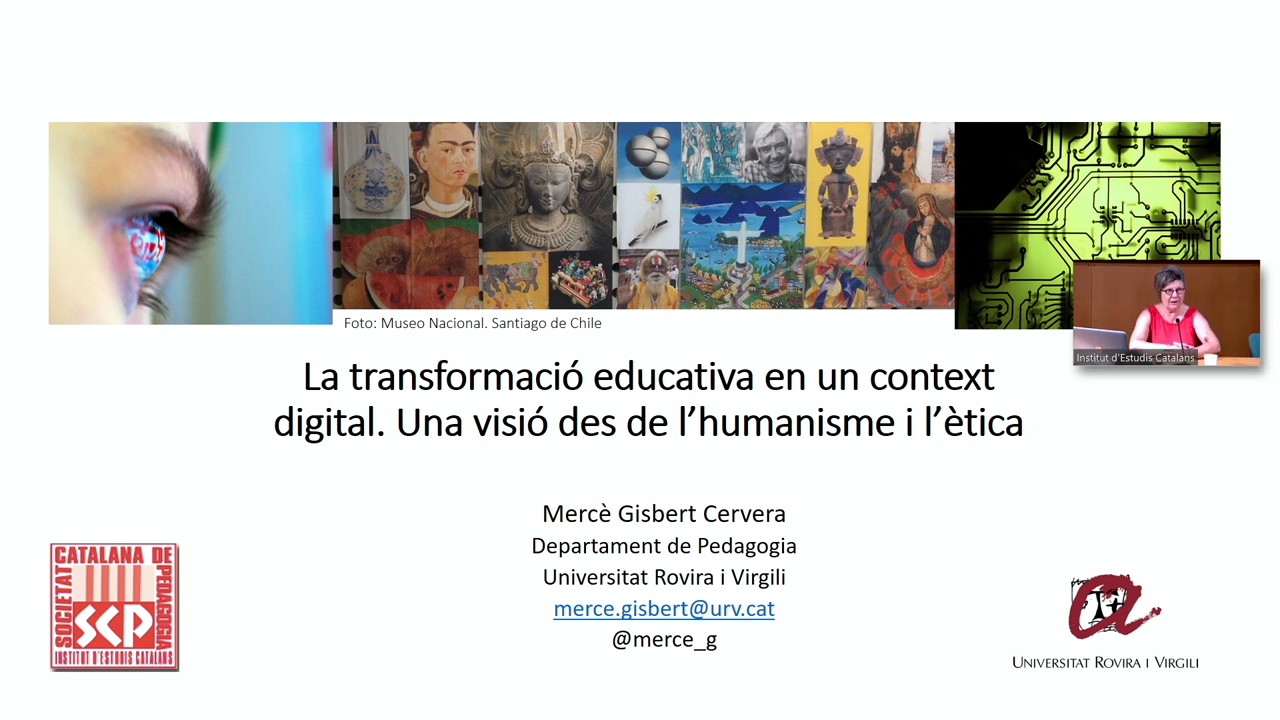 Foto: Museo Nacional. Santiago de Chile
Institut d'Estudis Catalans
La transformació educativa en un context
digital. Una visió des de l’humanisme i l’ètica
Mercè Gisbert Cervera
Departament de Pedagogia
Universitat Rovira i Virgili
merce.gisbert@urv.cat
@merce_g
SOCIETAT
CATALANA DE
PEDAGOGIA
SCP
INSTITUT D'ESTUDIS CATALANS
UNIVERSITAT ROVIRA I VIRGILI